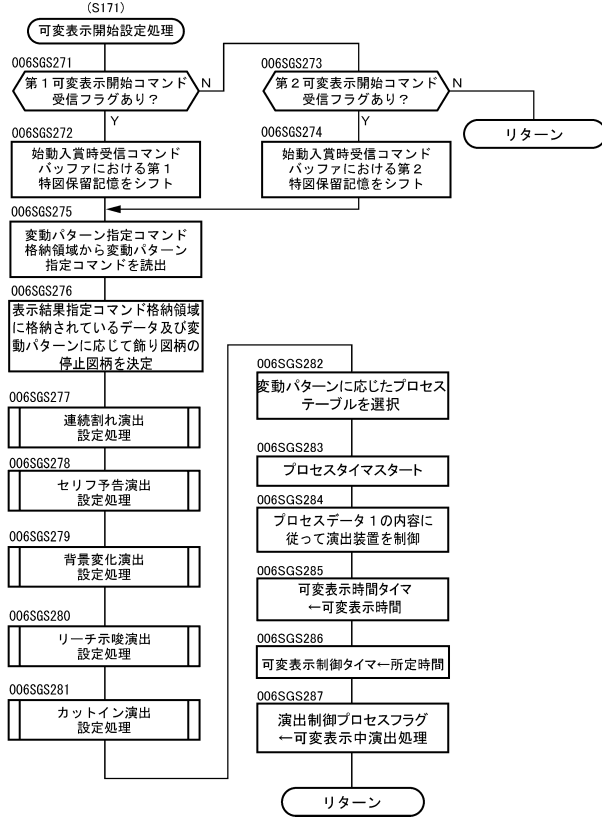 (S171)
可変表示開始設定処理
006SGS271
第1可変表示開始コマンド
受信フラグあり?
N
Y
006SGS273
第2可変表示開始コマンド
受信フラグあり?
N
Y
リターン
006SGS272
始動入賞時受信コマンド
バッファにおける第1
特図保留記憶をシフト
006SGS274
始動入賞時受信コマンド
バッファにおける第2
特図保留記憶をシフト
006SGS275
変動パターン指定コマンド
格納領域から変動パターン
指定コマンドを読出
006SGS276
表示結果指定コマンド格納領域
に格納されているデータ及び変
動パターンに応じて飾り図柄の
停止図柄を決定
006SGS277
連続割れ演出
設定処理
006SGS278
セリフ予告演出
設定処理
006SGS279
背景変化演出
設定処理
006SGS280
リーチ示唆演出
設定処理
006SGS281
カットイン演出
設定処理
006SGS282
変動パターンに応じたプロセス
テーブルを選択
006SGS283
プロセスタイマスタート
006SGS284
プロセスデータ1の内容に
従って演出装置を制御
006SGS285
可変表示時間タイマ
←可変表示時間
006SGS286
可変表示制御タイマ←所定時間
006SGS287
演出制御プロセスフラグ
←可変表示中演出処理
リターン